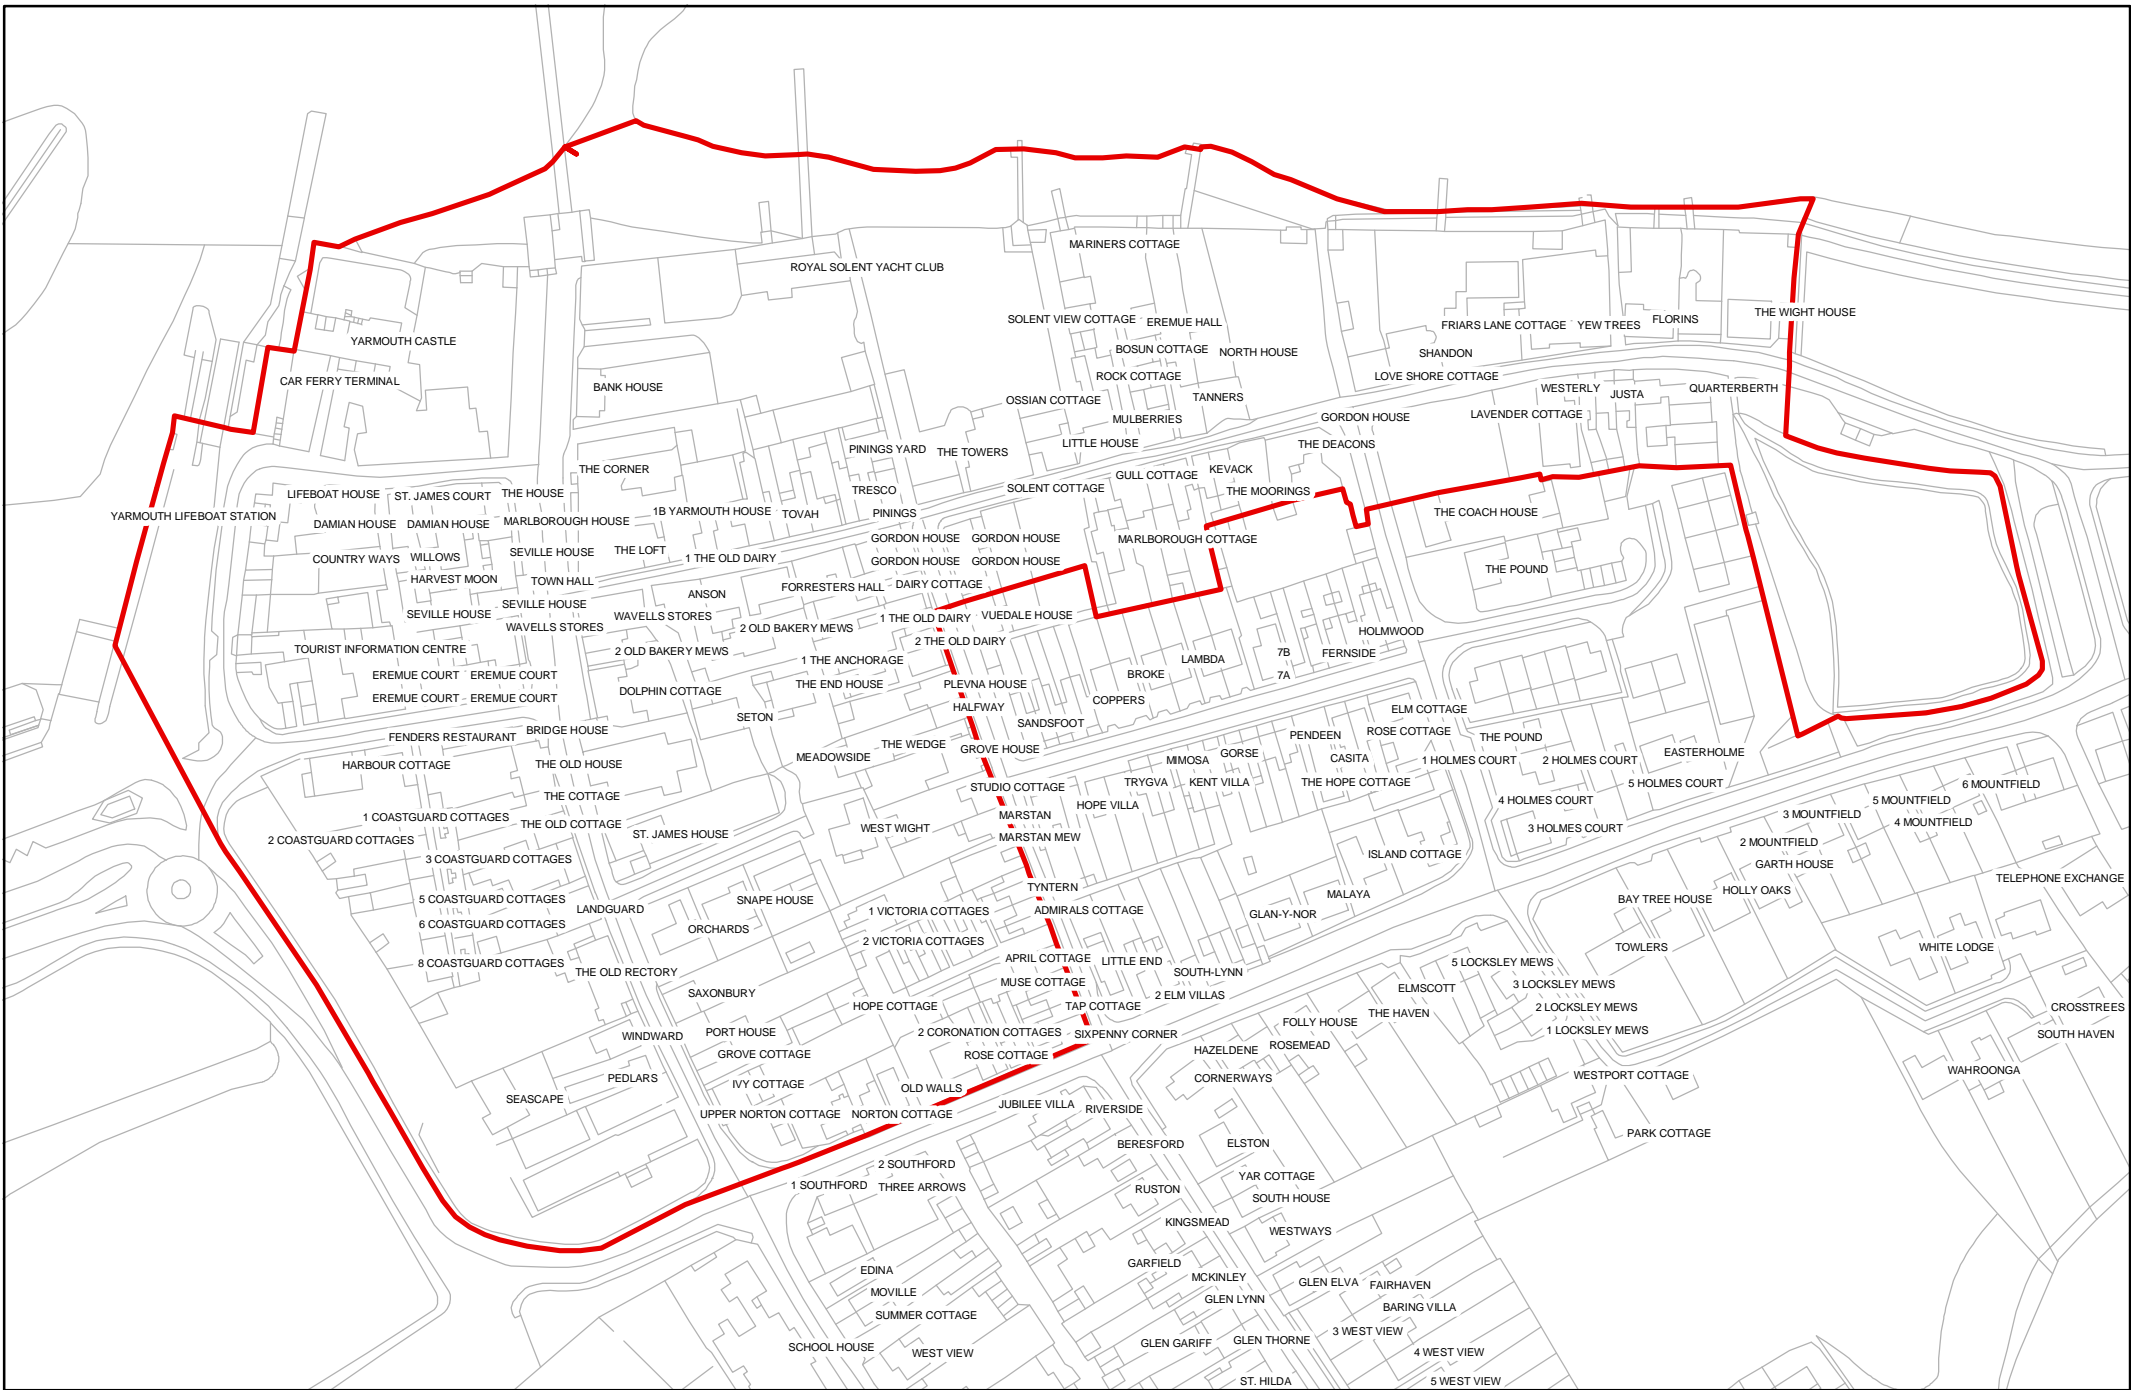 MARINERS COTTAGE
ROYAL SOLENT YACHT CLUB
THE WIGHT HOUSE
SOLENT VIEW COTTAGE
EREMUE HALL
FRIARS LANE COTTAGE
YEW TREES
FLORINS
YARMOUTH CASTLE
BOSUN COTTAGE
NORTH HOUSE
SHANDON
CAR FERRY TERMINAL
ROCK COTTAGE
LOVE SHORE COTTAGE
BANK HOUSE
OSSIAN COTTAGE
TANNERS
WESTERLY
JUSTA
QUARTERBERTH
MULBERRIES
GORDON HOUSE
LAVENDER COTTAGE
PININGS YARD
THE TOWERS
LITTLE HOUSE
THE DEACONS
THE CORNER
GULL COTTAGE
KEVACK
LIFEBOAT HOUSE
ST. JAMES COURT
THE HOUSE
TRESCO
SOLENT COTTAGE
THE MOORINGS
YARMOUTH LIFEBOAT STATION
DAMIAN HOUSE
DAMIAN HOUSE
MARLBOROUGH HOUSE
1B YARMOUTH HOUSE
TOVAH
PININGS
THE COACH HOUSE
COUNTRY WAYS
WILLOWS
SEVILLE HOUSE
THE LOFT
1 THE OLD DAIRY
GORDON HOUSE
GORDON HOUSE
MARLBOROUGH COTTAGE
GORDON HOUSE
GORDON HOUSE
THE POUND
HARVEST MOON
TOWN HALL
ANSON
FORRESTERS HALL
DAIRY COTTAGE
SEVILLE HOUSE
SEVILLE HOUSE
WAVELLS STORES
WAVELLS STORES
2 OLD BAKERY MEWS
1 THE OLD DAIRY
VUEDALE HOUSE
HOLMWOOD
TOURIST INFORMATION CENTRE
2 OLD BAKERY MEWS
2 THE OLD DAIRY
7B
FERNSIDE
EREMUE COURT
EREMUE COURT
1 THE ANCHORAGE
LAMBDA
BROKE
7A
EREMUE COURT
EREMUE COURT
DOLPHIN COTTAGE
THE END HOUSE
PLEVNA HOUSE
COPPERS
HALFWAY
ELM COTTAGE
FENDERS RESTAURANT
BRIDGE HOUSE
SETON
SANDSFOOT
PENDEEN
ROSE COTTAGE
THE POUND
HARBOUR COTTAGE
THE OLD HOUSE
MEADOWSIDE
THE WEDGE
GROVE HOUSE
MIMOSA
GORSE
CASITA
1 HOLMES COURT
2 HOLMES COURT
EASTERHOLME
THE COTTAGE
STUDIO COTTAGE
TRYGVA
KENT VILLA
THE HOPE COTTAGE
5 HOLMES COURT
6 MOUNTFIELD
1 COASTGUARD COTTAGES
THE OLD COTTAGE
ST. JAMES HOUSE
WEST WIGHT
MARSTAN
HOPE VILLA
4 HOLMES COURT
3 MOUNTFIELD
5 MOUNTFIELD
2 COASTGUARD COTTAGES
MARSTAN MEW
3 HOLMES COURT
4 MOUNTFIELD
3 COASTGUARD COTTAGES
ISLAND COTTAGE
2 MOUNTFIELD
GARTH HOUSE
5 COASTGUARD COTTAGES
LANDGUARD
SNAPE HOUSE
TYNTERN
MALAYA
BAY TREE HOUSE
HOLLY OAKS
TELEPHONE EXCHANGE
6 COASTGUARD COTTAGES
ORCHARDS
1 VICTORIA COTTAGES
ADMIRALS COTTAGE
GLAN-Y-NOR
2 VICTORIA COTTAGES
TOWLERS
WHITE LODGE
8 COASTGUARD COTTAGES
THE OLD RECTORY
APRIL COTTAGE
LITTLE END
SOUTH-LYNN
5 LOCKSLEY MEWS
SAXONBURY
HOPE COTTAGE
MUSE COTTAGE
2 ELM VILLAS
ELMSCOTT
3 LOCKSLEY MEWS
TAP COTTAGE
THE HAVEN
2 LOCKSLEY MEWS
CROSSTREES
WINDWARD
PORT HOUSE
2 CORONATION COTTAGES
SIXPENNY CORNER
FOLLY HOUSE
1 LOCKSLEY MEWS
SOUTH HAVEN
GROVE COTTAGE
ROSE COTTAGE
HAZELDENE
ROSEMEAD
PEDLARS
IVY COTTAGE
OLD WALLS
CORNERWAYS
WESTPORT COTTAGE
WAHROONGA
SEASCAPE
UPPER NORTON COTTAGE
NORTON COTTAGE
JUBILEE VILLA
RIVERSIDE
PARK COTTAGE
BERESFORD
ELSTON
2 SOUTHFORD
YAR COTTAGE
1 SOUTHFORD
THREE ARROWS
RUSTON
SOUTH HOUSE
KINGSMEAD
WESTWAYS
EDINA
GARFIELD
MCKINLEY
GLEN ELVA
FAIRHAVEN
MOVILLE
GLEN LYNN
BARING VILLA
SUMMER COTTAGE
3 WEST VIEW
SCHOOL HOUSE
WEST VIEW
GLEN GARIFF
GLEN THORNE
4 WEST VIEW
ST. HILDA
5 WEST VIEW